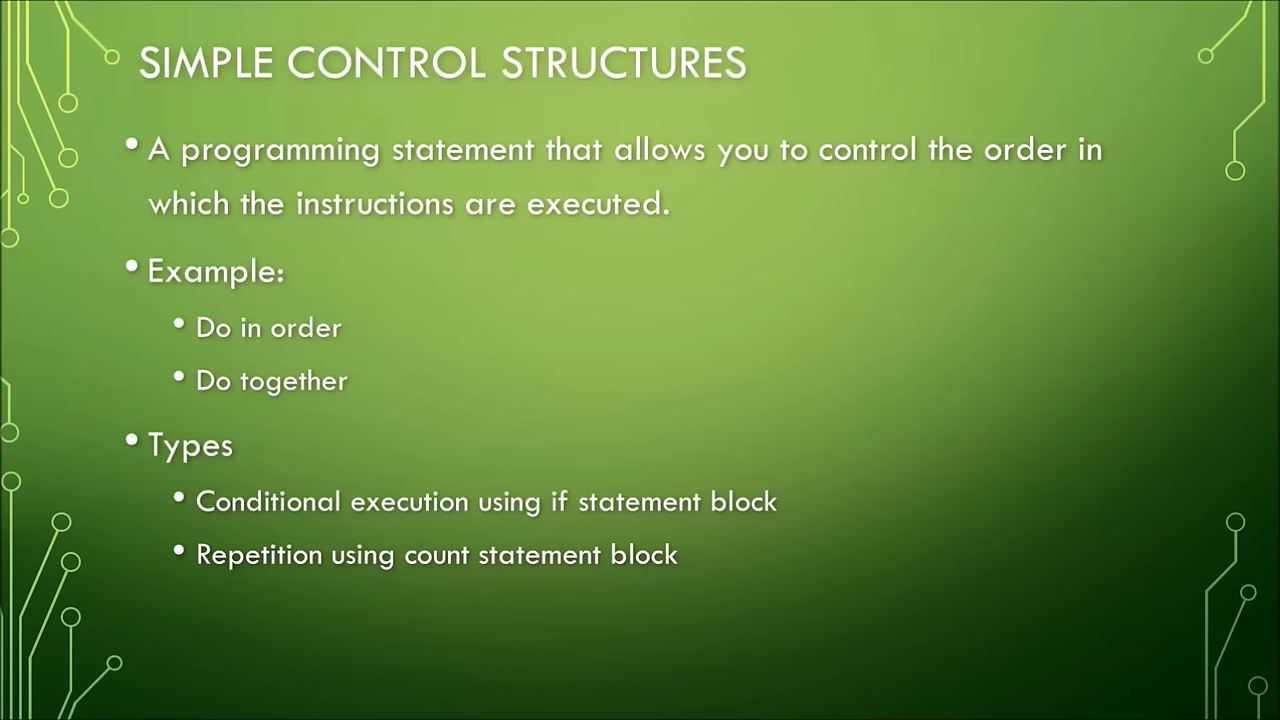 SIMPLE CONTROL STRUCTURES
• A programming statement that allows you to control the order in
which the instructions are executed.
• Example:
• Do in order
• Do together
• Types
• Conditional execution using if statement block
• Repetition using count statement block